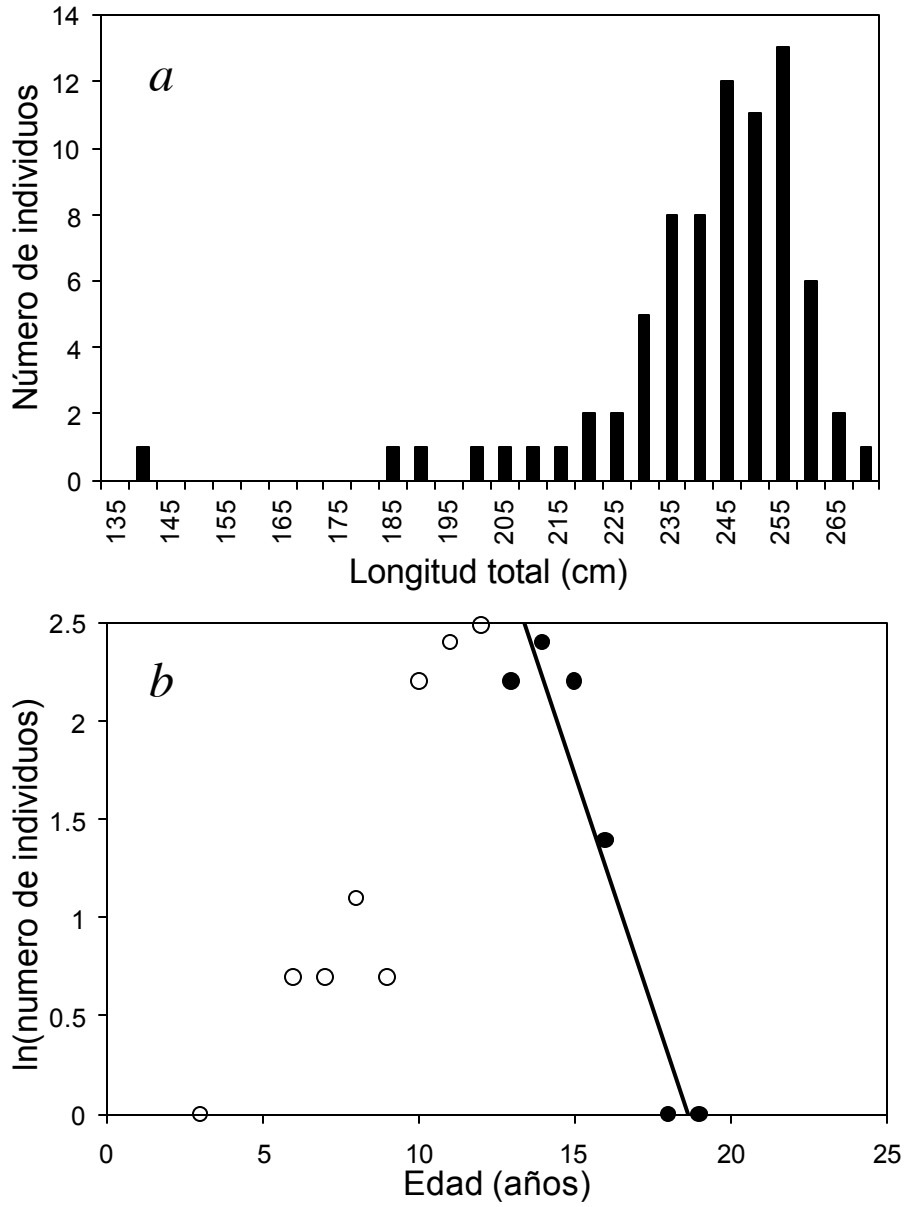 14
12
10
8
6
4
2
0
Número de individuos
a
135 145 155 165 175 185 195 205 215 225 235 245 255 265
Longitud total (cm)
2.5
2
1.5
1
0.5
0
ln(numero de individuos)
b
0 5 10 15 20 25
Edad (años)